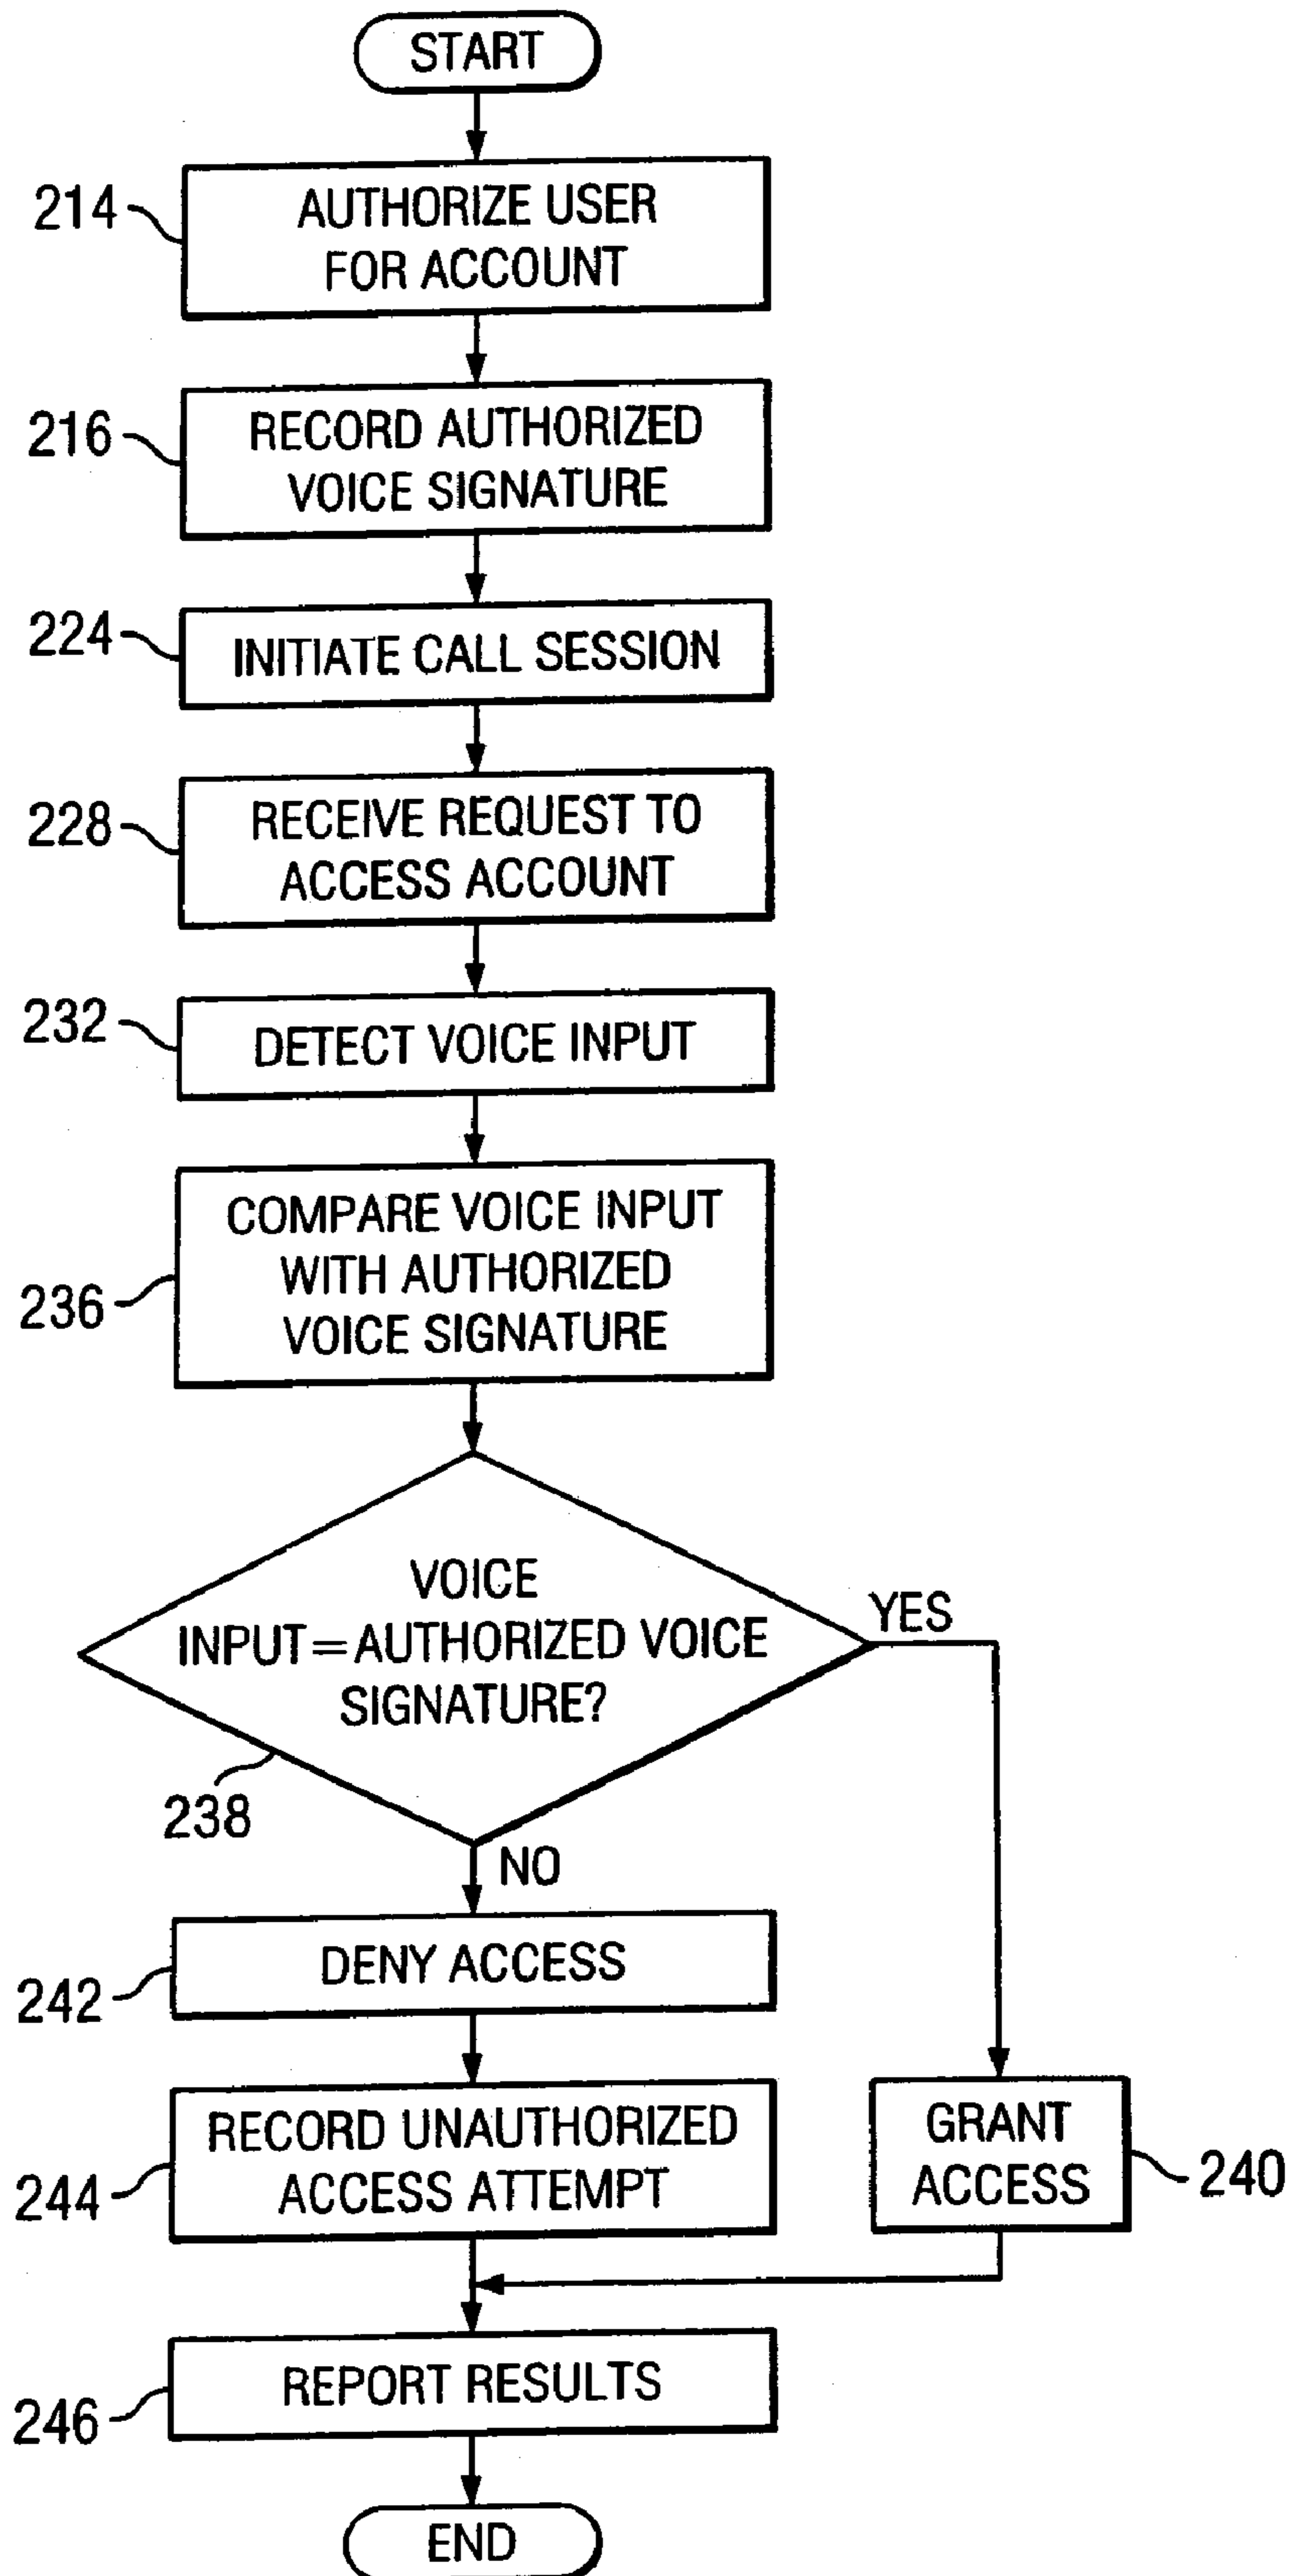 START
214
AUTHORIZE USER
FOR ACCOUNT
216
RECORD AUTHORIZED
VOICE SIGNATURE
224
INITIATE CALL SESSION
228
RECEIVE REQUEST TO
ACCESS ACCOUNT
232
DETECT VOICE INPUT
236
COMPARE VOICE INPUT
WITH AUTHORIZED
VOICE SIGNATURE
VOICE
INPUT=AUTHORIZED VOICE
SIGNATURE?
YES
238
NO
242
DENY ACCESS
244
RECORD UNAUTHORIZED
ACCESS ATTEMPT
GRANT
ACCESS
240
246
REPORT RESULTS
END